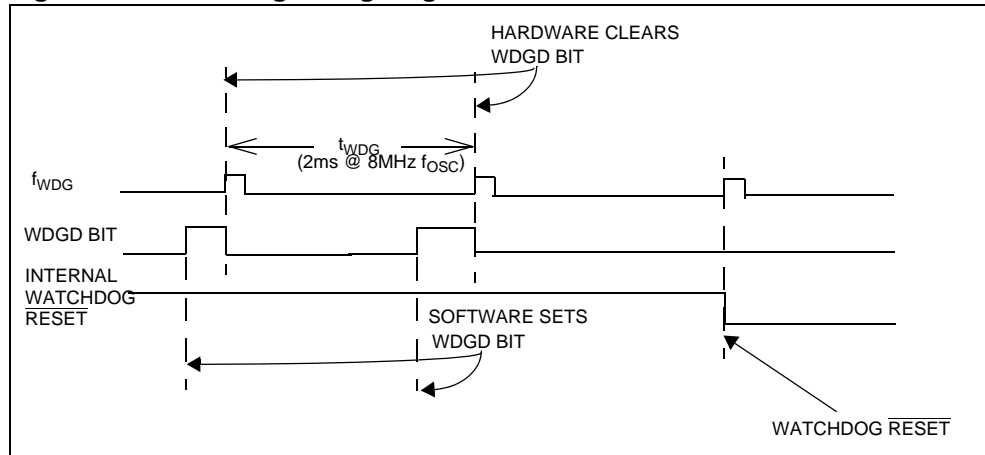 HARDWARE CLEARS
WDGD BIT
tWDG
(2ms @ 8MHz fOSC)
fWDG
WDGD BIT
INTERNAL
WATCHDOG
RESET
SOFTWARE SETS
WDGD BIT
WATCHDOG RESET